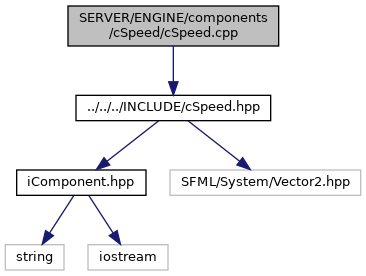 SERVER/ENGINE/components
/cSpeed/cSpeed.cpp
../../../INCLUDE/cSpeed.hpp
iComponent.hpp
SFML/System/Vector2.hpp
string
iostream